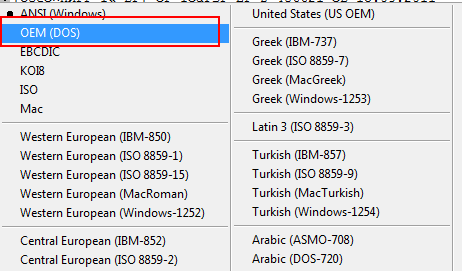 ANSI (Windows)
OEM (DOS)
EBCDIC
KOI8
ISO
Mac
Western European (IBM-850)
Western European (ISO 8859-1)
Western European (ISO 8859-15)
Western European (MacRoman)
Western European (Windows-1252)
Central European (IBM-852)
Central European (ISO 8859-2)
United States (US OEM)
Greek (IBM-737)
Greek (ISO 8859-7)
Greek (MacGreek)
Greek (Windows-1253)
Latin 3 (ISO 8859-3)
Turkish (IBM-857)
Turkish (ISO 8859-9)
Turkish (MacTurkish)
Turkish (Windows-1254)
Arabic (ASMO-708)
Arabic (DOS-720)